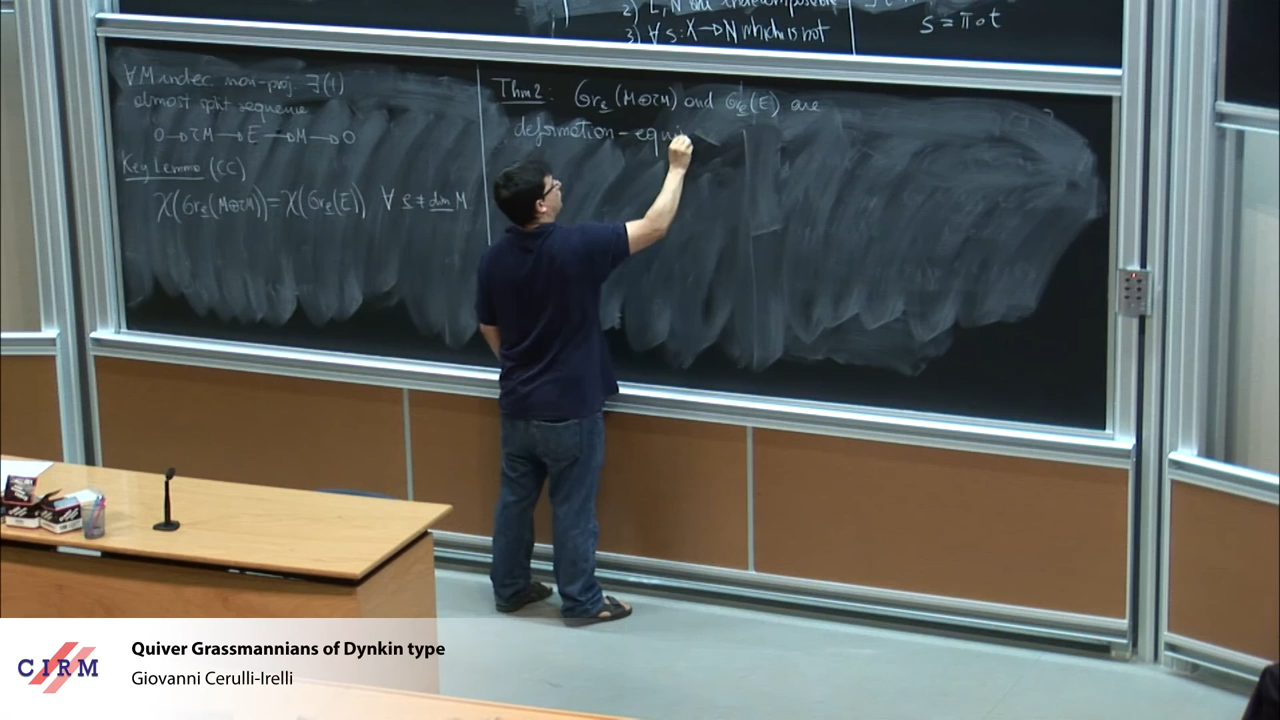 2) L, N are indecomposable
3) ∀ s: X → N which is not
s = π∘t
∀ M indec. non-proj. ∃(!)
almost split sequence
0 → τM → E → M → 0
Key Lemma (CC)
χ(Gr_e(M⊕τM)) = χ(Gr_e(E)) ∀ e ≠ dim M
Thm 2: Gr_e(M⊕τM) and Gr_e(E) are
deformation-equi
CIRM
Quiver Grassmannians of Dynkin type
Giovanni Cerulli-Irelli